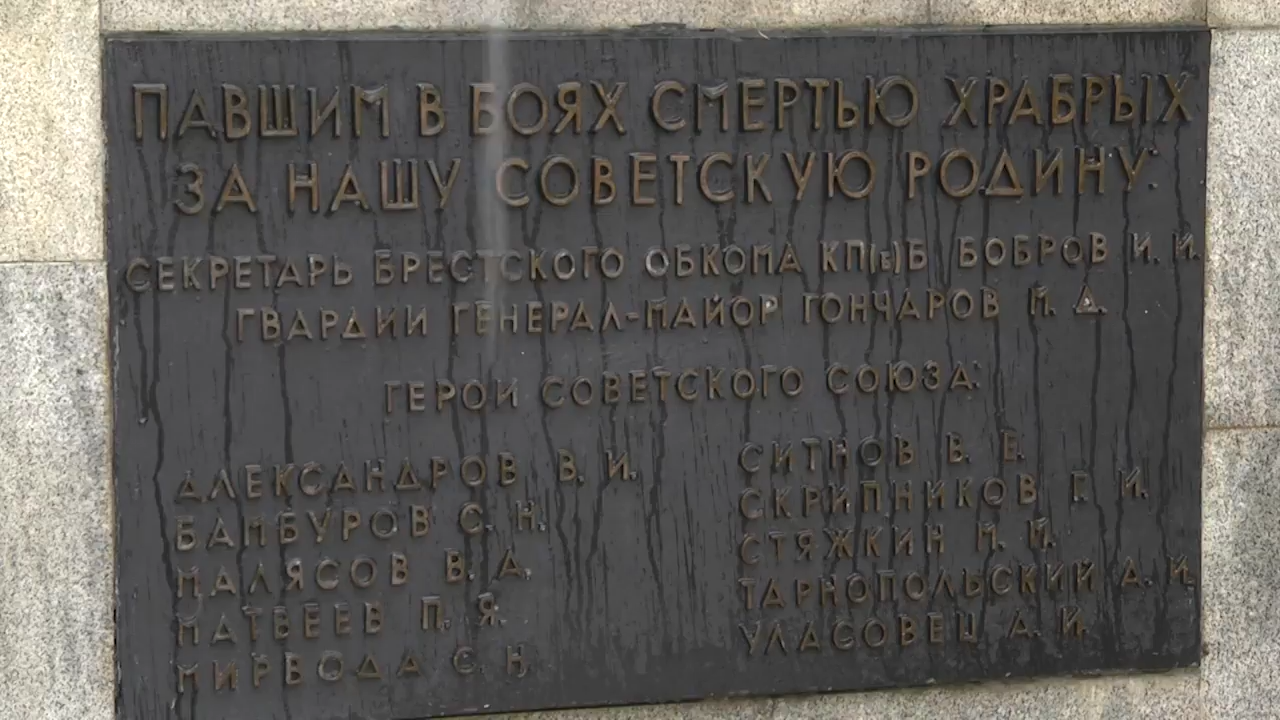 ПАВШИМ В БОЯХ СМЕРТЬЮ ХРАБРЫХ
ЗА НАШУ СОВЕТСКУЮ РОДИНУ:
СЕКРЕТАРЬ БРЕСТСКОГО ОБКОМА КП(б)Б БОБРОВ И. И.
ГВАРДИИ ГЕНЕРАЛ-МАЙОР ГОНЧАРОВ М. Д.
ГЕРОИ СОВЕТСКОГО СОЮЗА:
АЛЕКСАНДРОВ В. И.
БАМБУРОВ С. Н.
МАЛЯСОВ В. А.
МАТВЕЕВ П. Я.
МИРВОДА С. Н.
СИТНОВ В. Е.
СКРИПНИКОВ Г. И.
СТЯЖКИН М. М.
ТАРНОПОЛЬСКИЙ А. И.
УЛАСОВЕЦ А. И.